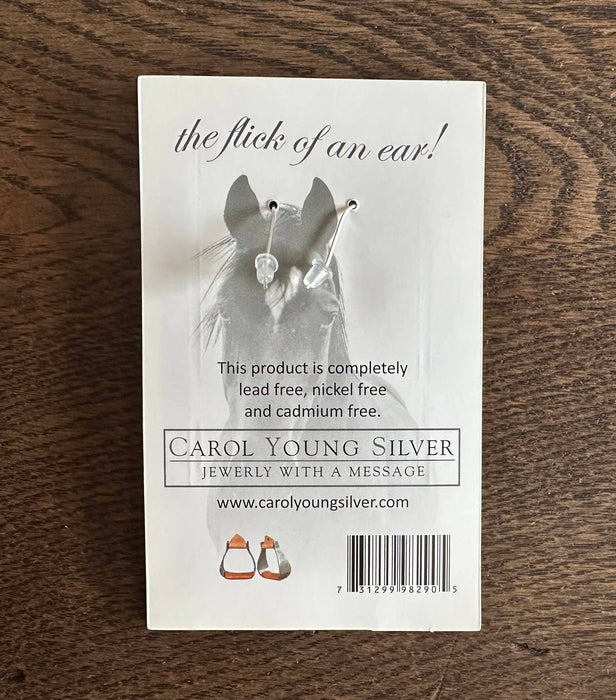 the flick of an ear!
This product is completely
lead free, nickel free
and cadmium free.
CAROL YOUNG SILVER
JEWERLY WITH A MESSAGE
www.carolyoungsilver.com
7 31299 98290 5